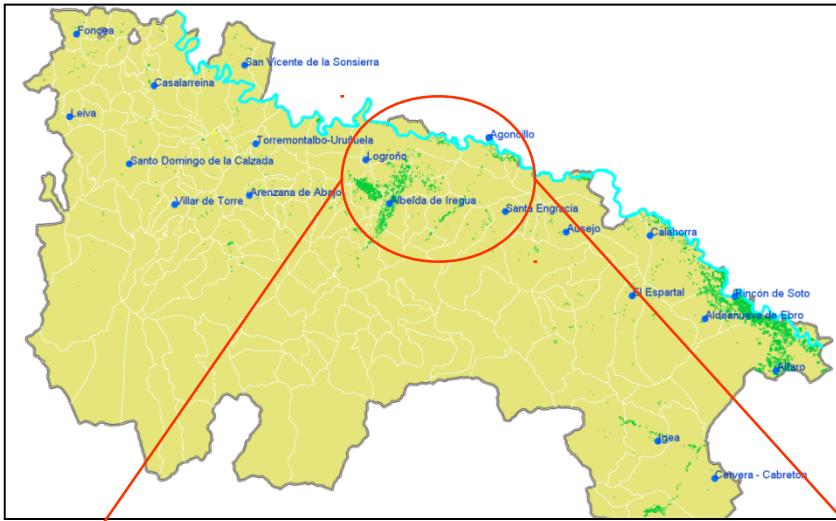 Foncea
San Vicente de la Sonsierra
Casalarreina
Leiva
Agoncillo
Torremontalbo-Uruñuela
Logroño
Santo Domingo de la Calzada
Arenzana de Abajo
Villar de Torre
Albelda de Iregua
Santa Engracia
Ausejo
Calahorra
El Espartal
Rincón de Soto
Aldeanueva de Ebro
Alfaro
Igea
Cervera - Cabretón